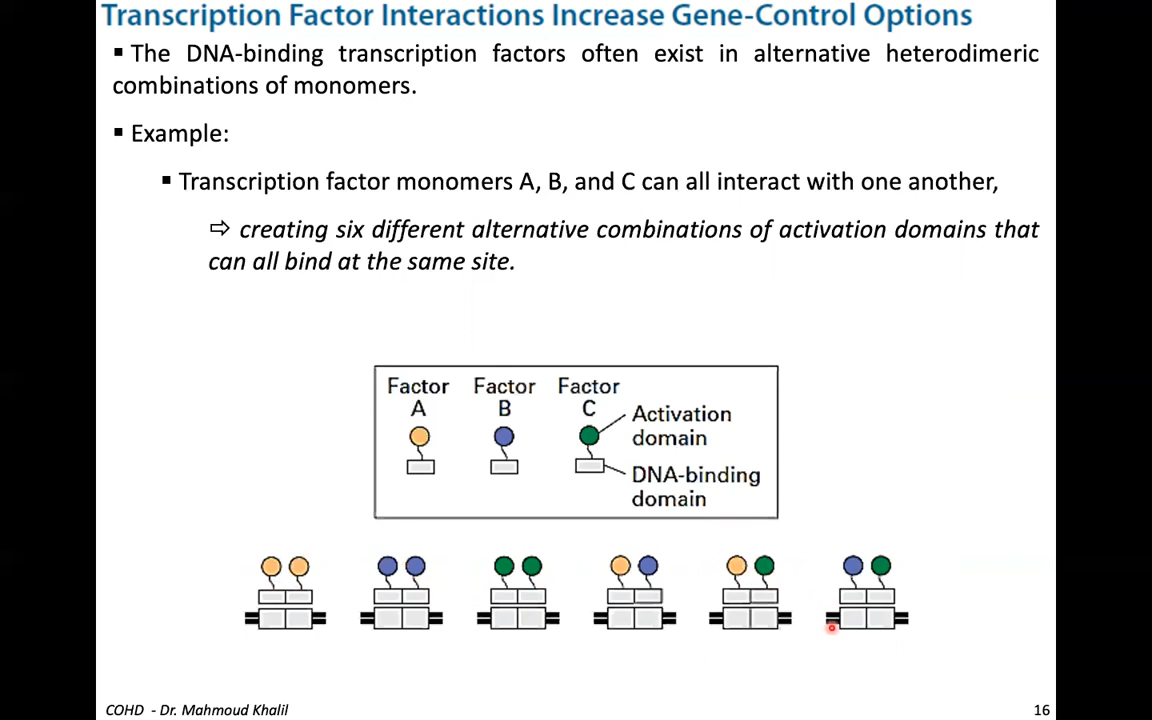 Transcription Factor Interactions Increase Gene-Control Options
▪ The DNA-binding transcription factors often exist in alternative heterodimeric
combinations of monomers.
▪ Example:
▪ Transcription factor monomers A, B, and C can all interact with one another,
⇨ creating six different alternative combinations of activation domains that
can all bind at the same site.
Factor A
Factor B
Factor C
Activation
domain
DNA-binding
domain
COHD - Dr. Mahmoud Khalil
16